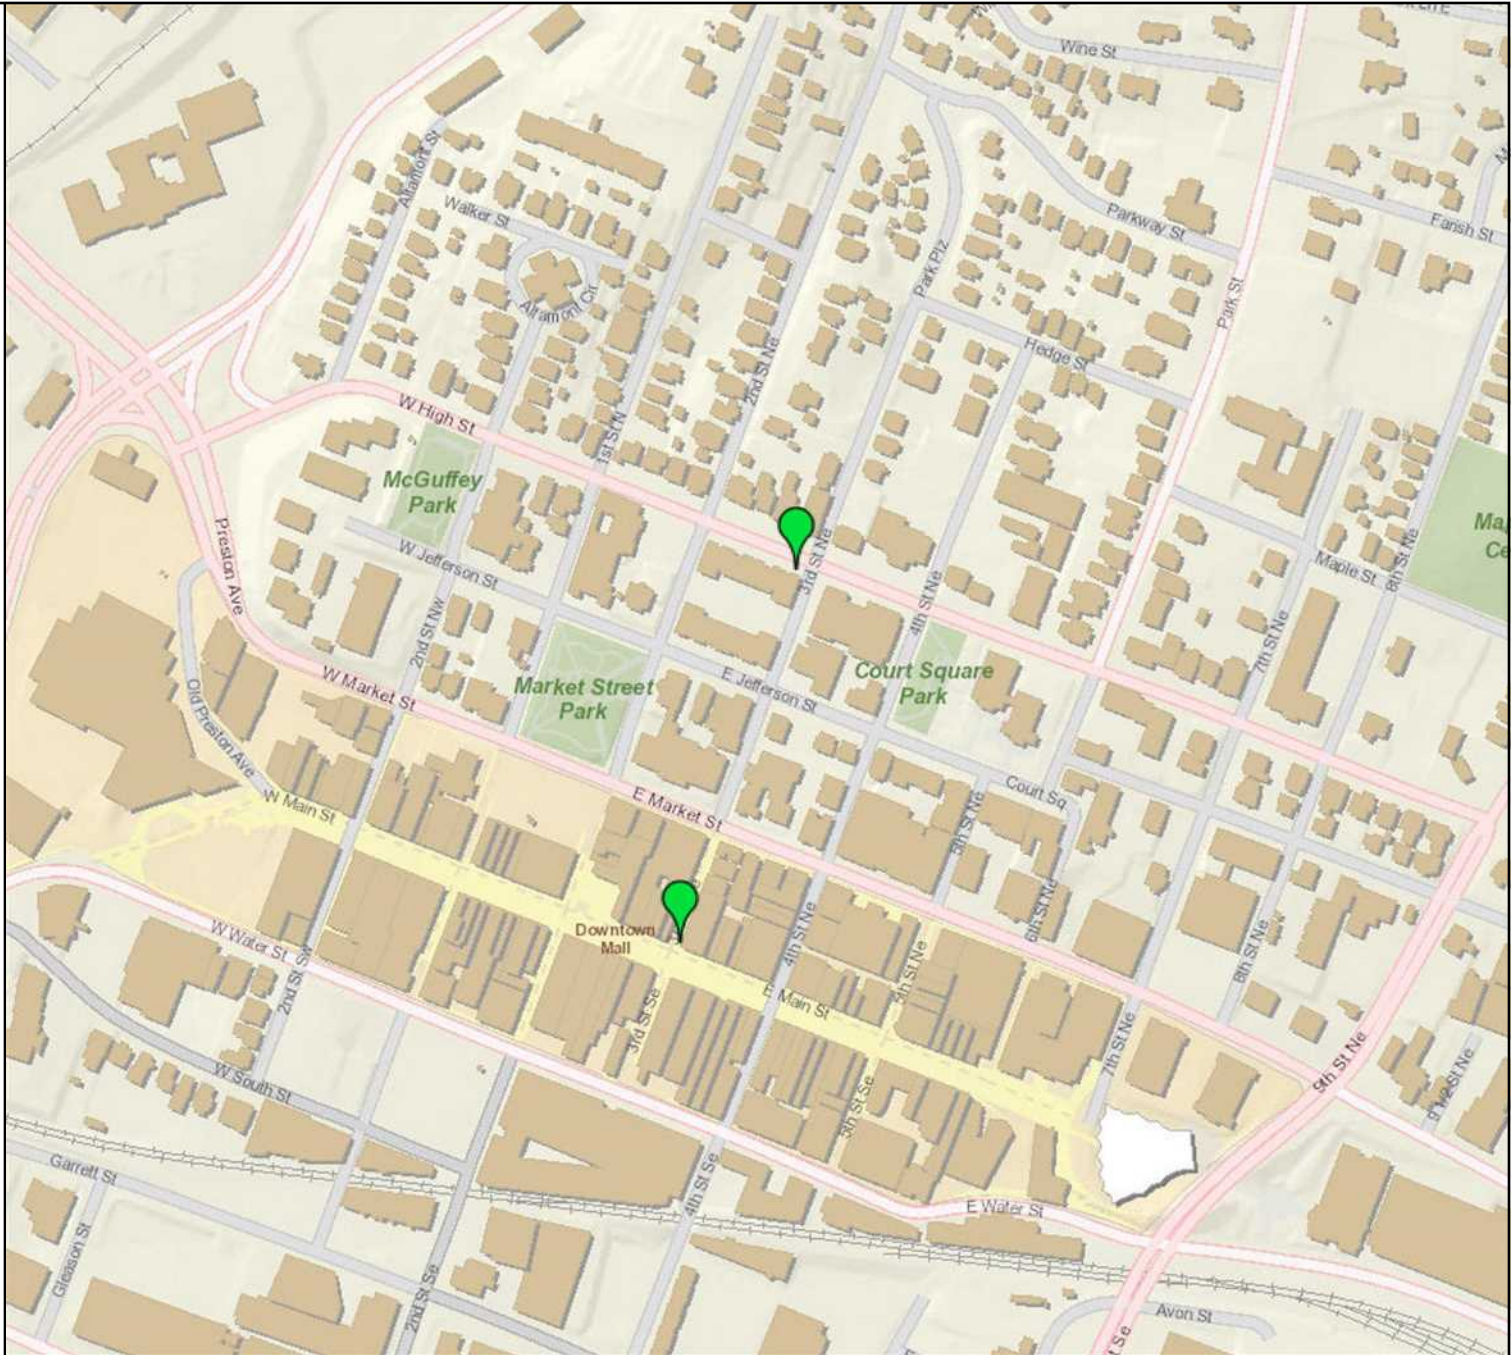 Wine St
Altamont St
Walker St
Parkway St
Farish St
Park Plz
Altamont Cir
Park St
2nd St Ne
Hedge St
W High St
1st St N
McGuffey
Park
Preston Ave
W Jefferson St
3rd St Ne
4th St Ne
Maple St
8th St Ne
2nd St Nw
7th St Ne
W Market St
Market Street
Park
E Jefferson St
Court Square
Park
Old Preston Ave
W Main St
E Market St
Court Sq
5th St Ne
6th St Ne
W Water St
2nd St Sw
Downtown
Mall
4th St Ne
5th St Ne
8th St Ne
3rd St Se
E Main St
7th St Ne
9th St Ne
9 1/2 St Ne
W South St
5th St Se
Garrett St
4th St Se
E Water St
Gleason St
2nd St Se
Avon St